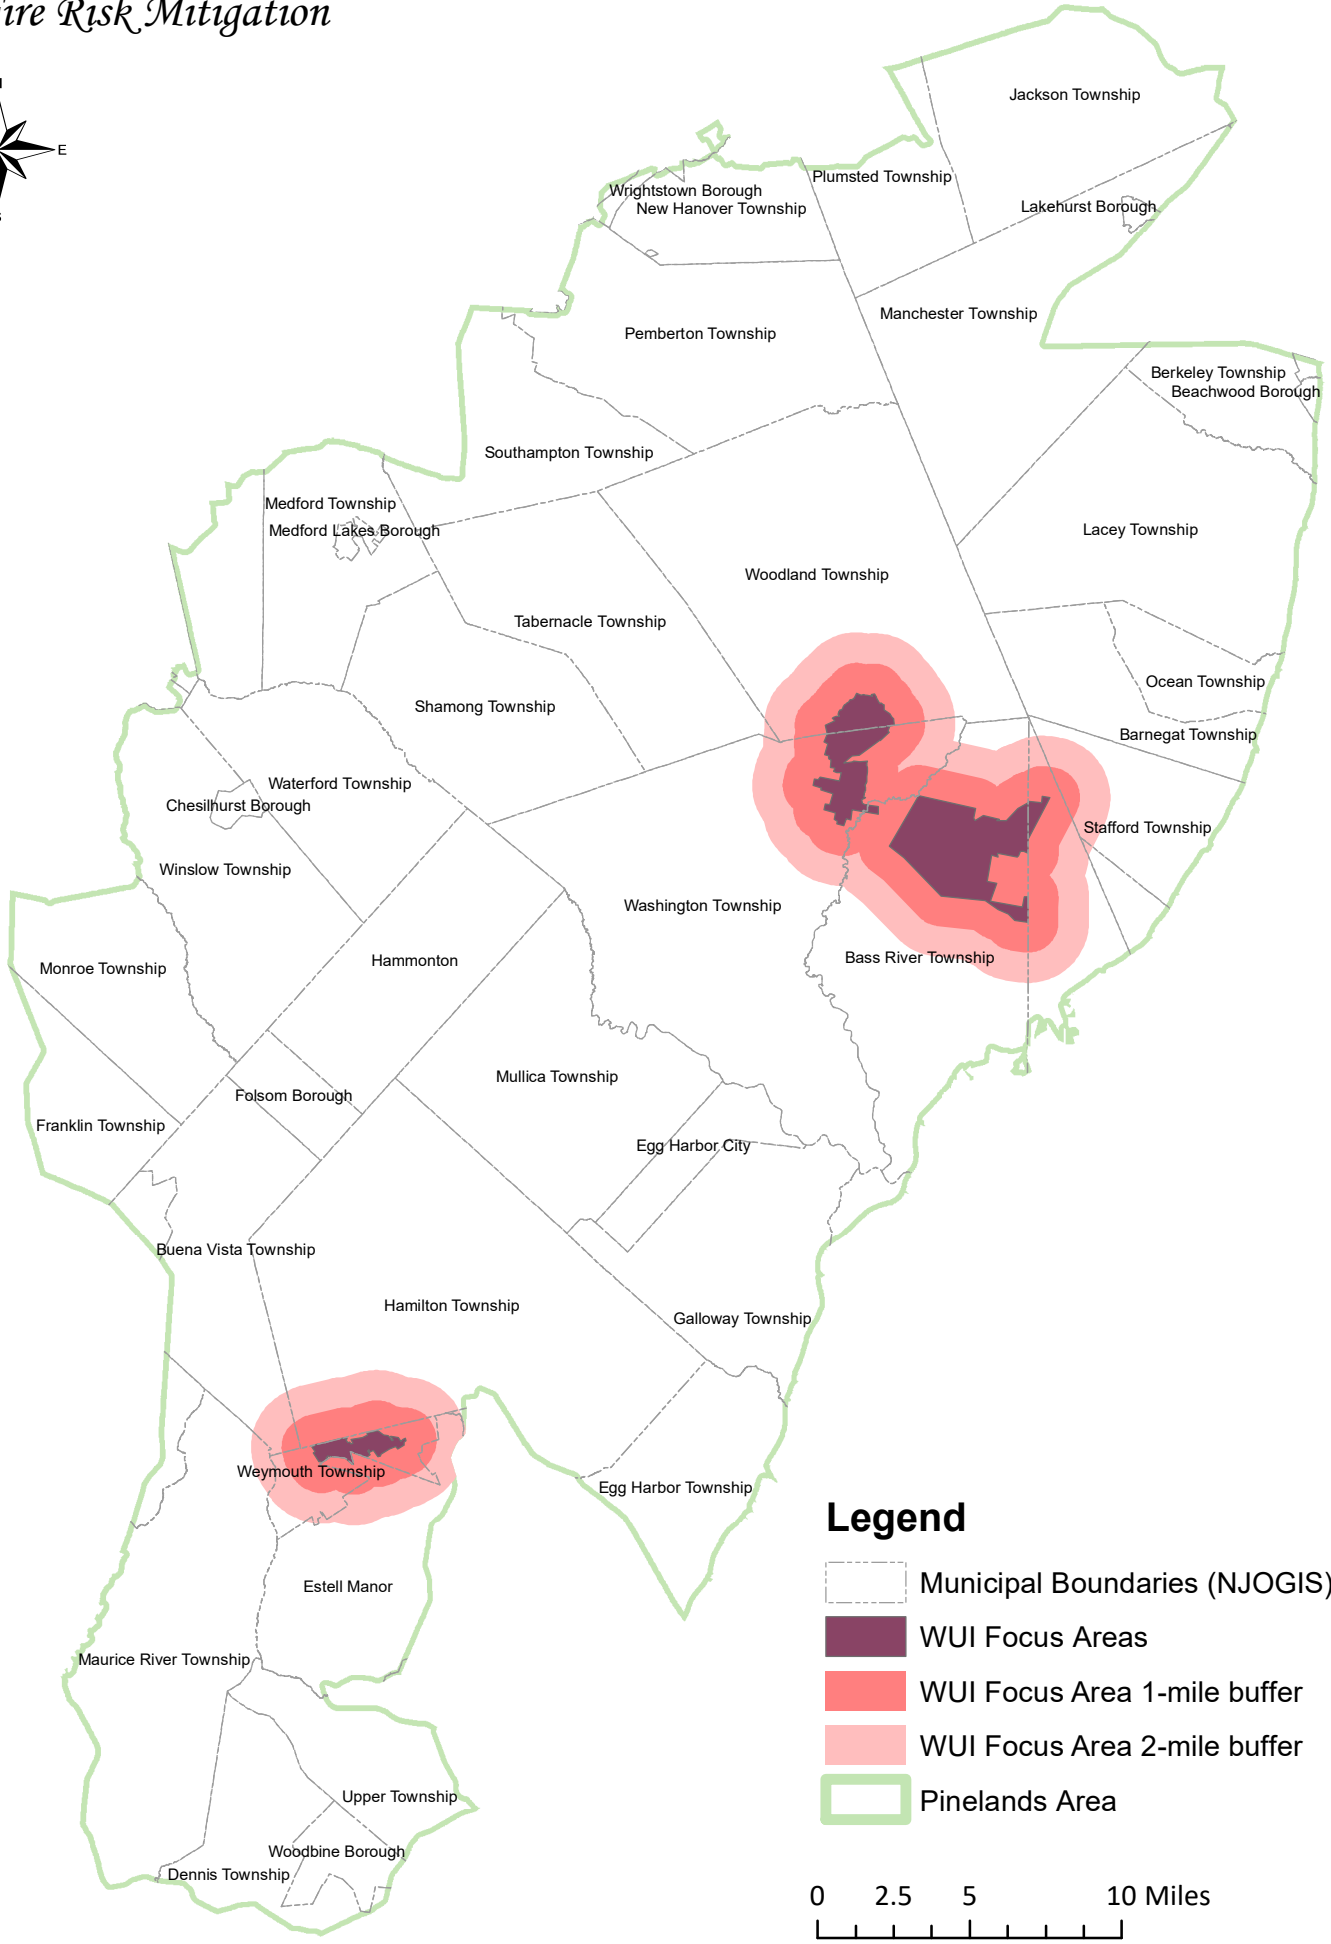 Risk Mitigation
E
Jackson Township
Plumsted Township
Wrightstown Borough
New Hanover Township
Lakehurst Borough
Manchester Township
Pemberton Township
Berkeley Township
Beachwood Borough
Southampton Township
Medford Township
Medford Lakes Borough
Lacey Township
Woodland Township
Tabernacle Township
Ocean Township
Shamong Township
Barnegat Township
Waterford Township
Chesilhurst Borough
Stafford Township
Winslow Township
Washington Township
Bass River Township
Hammonton
Monroe Township
Mullica Township
Folsom Borough
Franklin Township
Egg Harbor City
Buena Vista Township
Hamilton Township
Galloway Township
Weymouth Township
Egg Harbor Township
Estell Manor
Maurice River Township
Upper Township
Woodbine Borough
Dennis Township
Legend
Municipal Boundaries (NJOGIS)
WUI Focus Areas
WUI Focus Area 1-mile buffer
WUI Focus Area 2-mile buffer
Pinelands Area
0 2.5 5 10 Miles